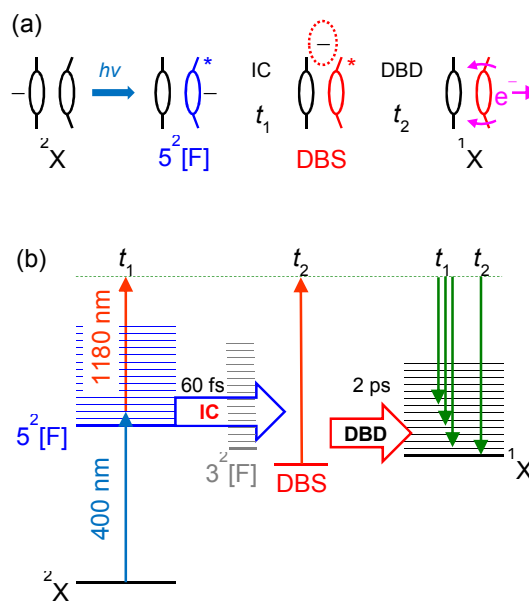 (a)
hν
IC
DBD
t₁
t₂
e⁻
* *
– – –
²X
5²[F]
DBS
¹X
(b)
t₁ t₂ t₁ t₂
1180 nm
60 fs
2 ps
IC
DBD
5²[F]
3²[F]
DBS
¹X
400 nm
²X